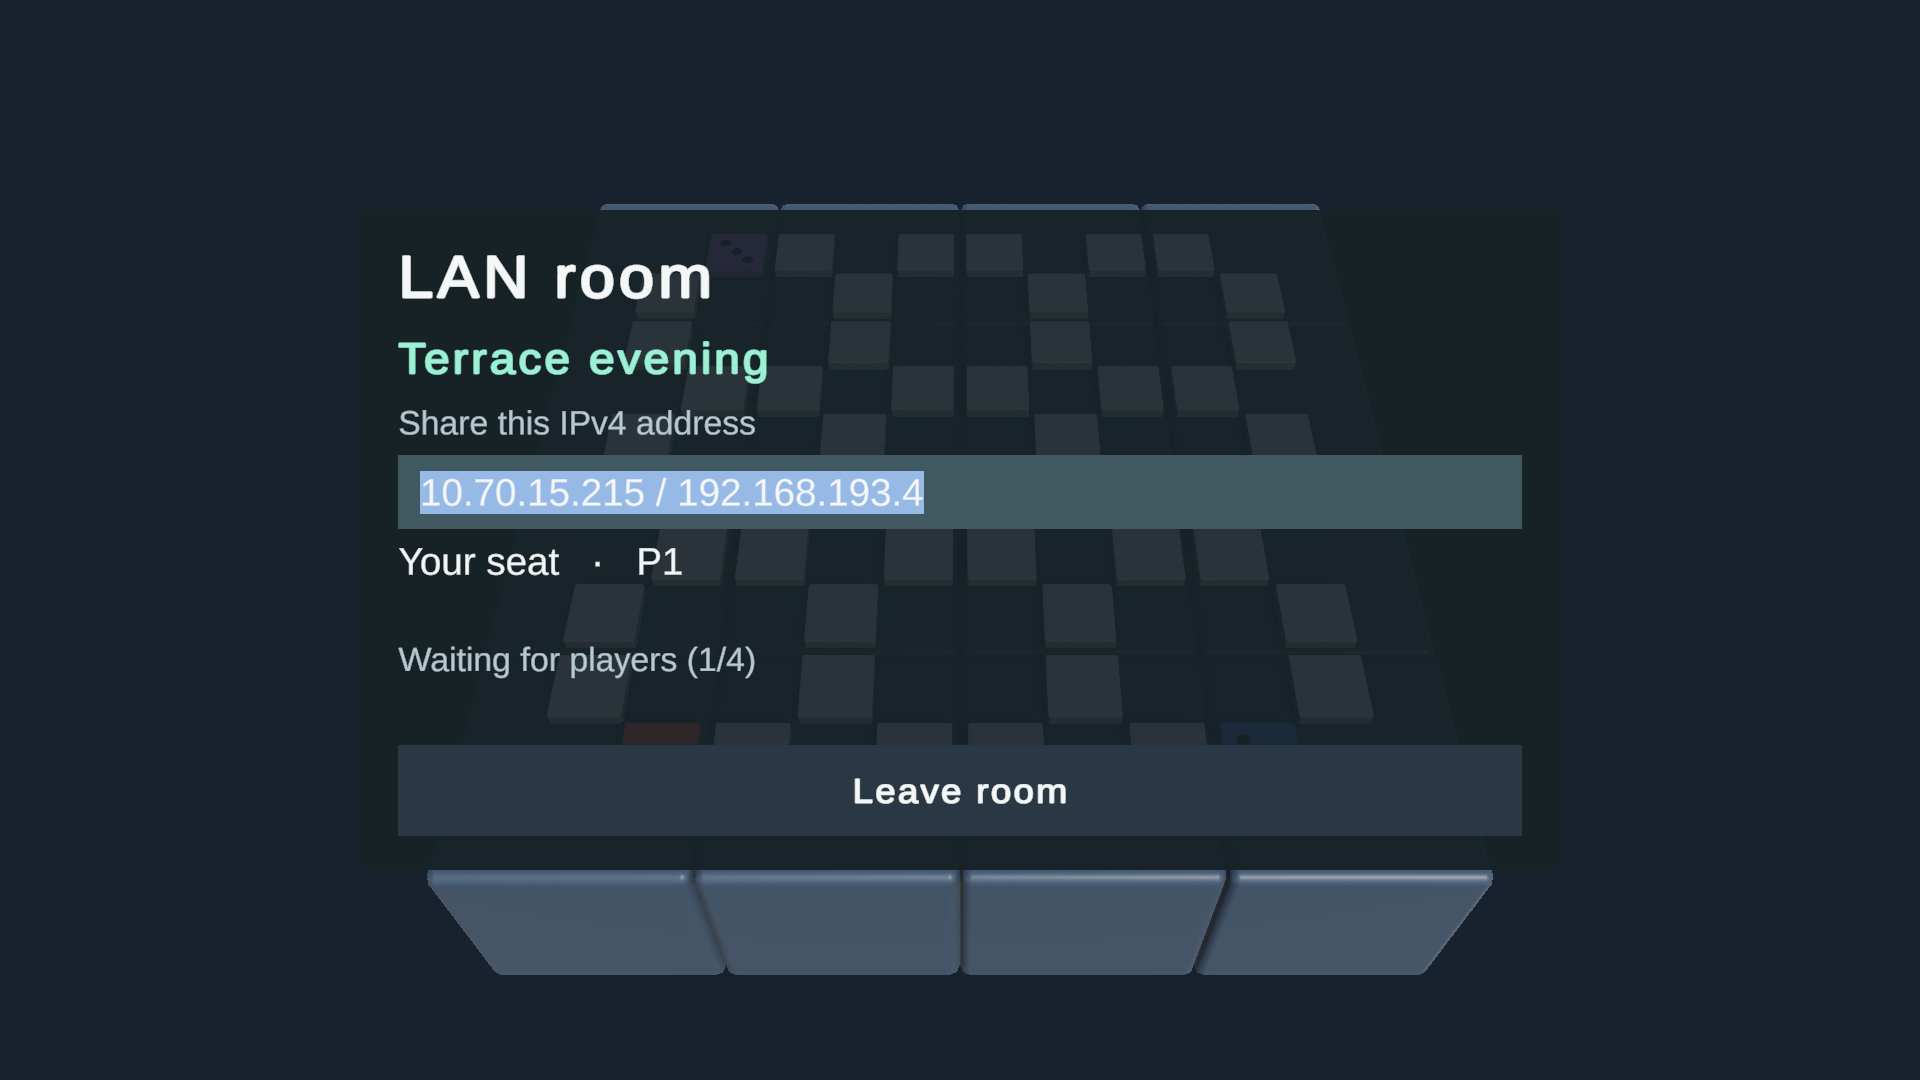 LAN room
Terrace evening
Share this IPv4 address
10.70.15.215 / 192.168.193.4
Your seat · P1
Waiting for players (1/4)
Leave room